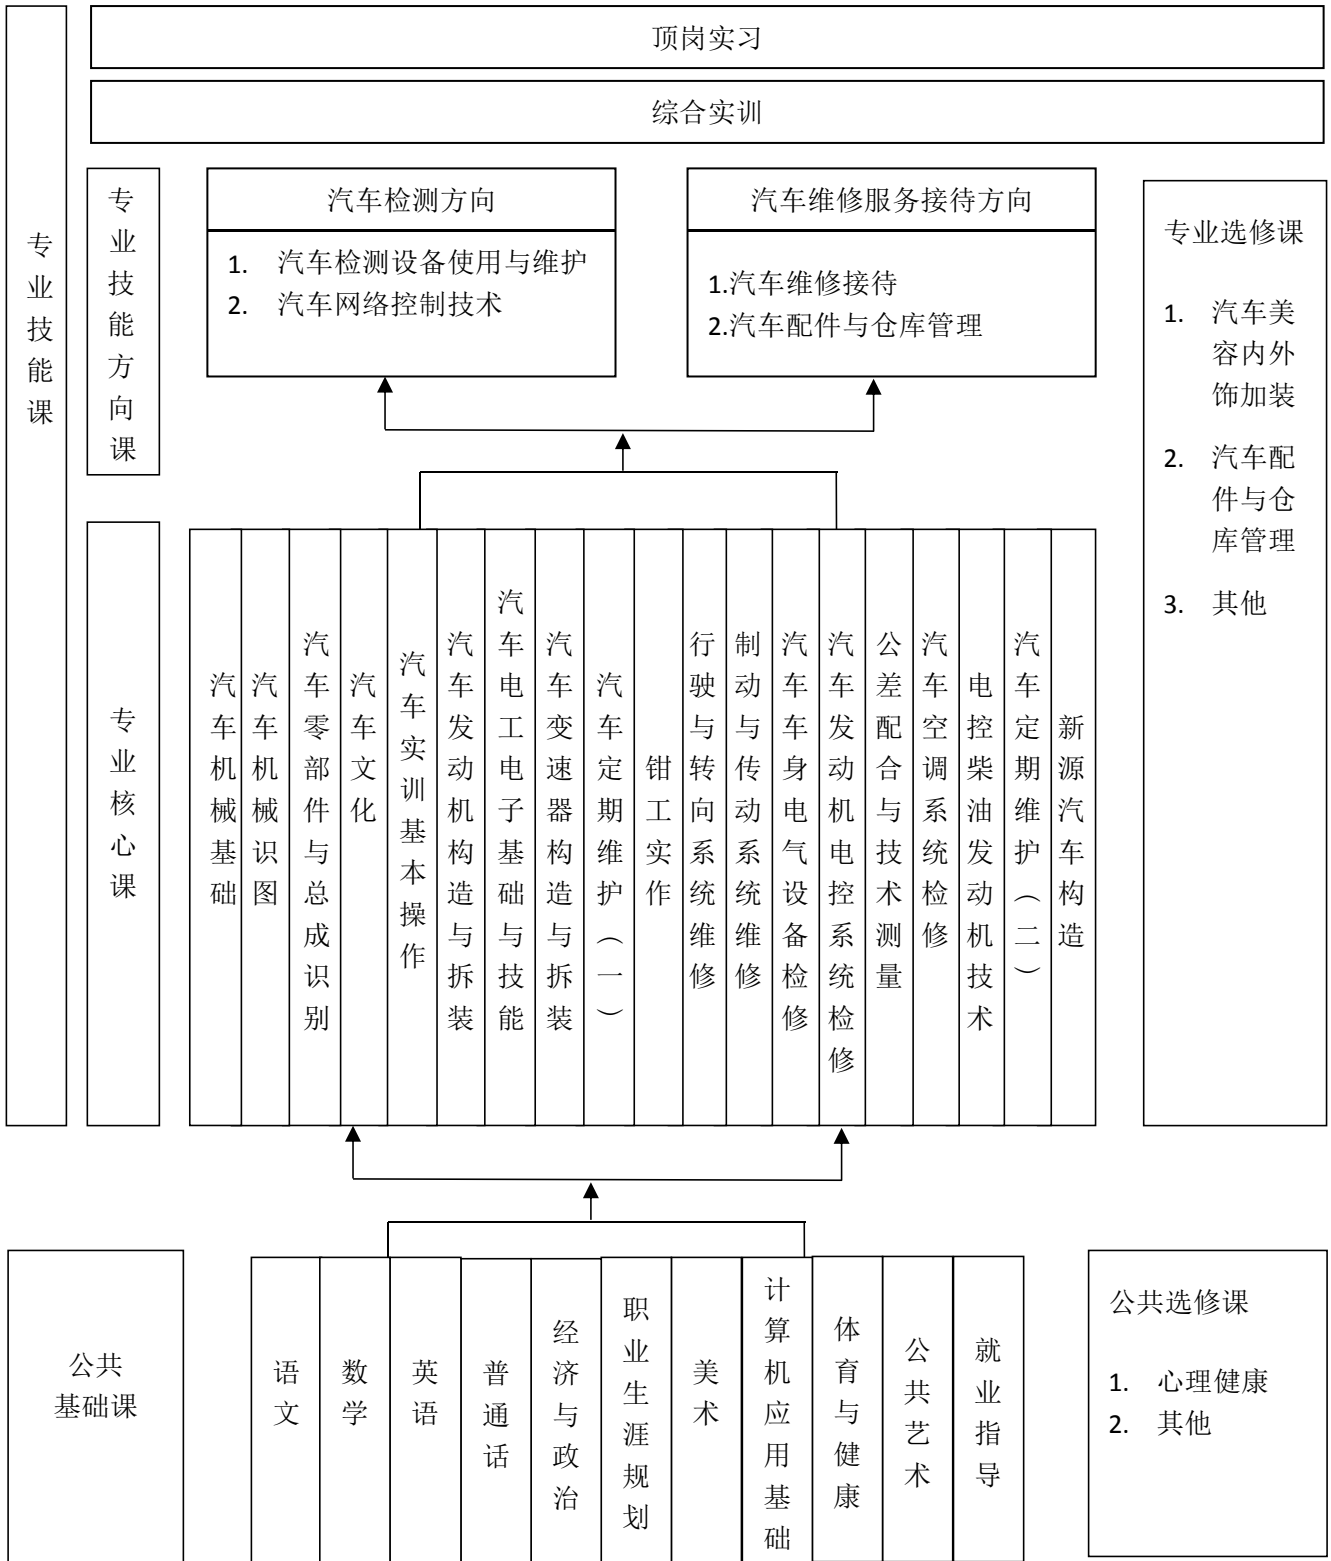 顶岗实习
综合实训
专业技能课
专业技能方向课
汽车检测方向
1. 汽车检测设备使用与维护
2. 汽车网络控制技术
汽车维修服务接待方向
1.汽车维修接待
2.汽车配件与仓库管理
专业选修课
1. 汽车美
容内外
饰加装
2. 汽车配
件与仓
库管理
3. 其他
专业核心课
汽车机械基础
汽车机械识图
汽车零部件与总成识别
汽车文化
汽车实训基本操作
汽车发动机构造与拆装
汽车电工电子基础与技能
汽车变速器构造与拆装
汽车定期维护（一）
钳工实作
行驶与转向系统维修
制动与传动系统维修
汽车车身电气设备检修
汽车发动机电控系统检修
公差配合与技术测量
汽车空调系统检修
电控柴油发动机技术
汽车定期维护（二）
新源汽车构造
公共
基础课
语文
数学
英语
普通话
经济与政治
职业生涯规划
美术
计算机应用基础
体育与健康
公共艺术
就业指导
公共选修课
1. 心理健康
2. 其他